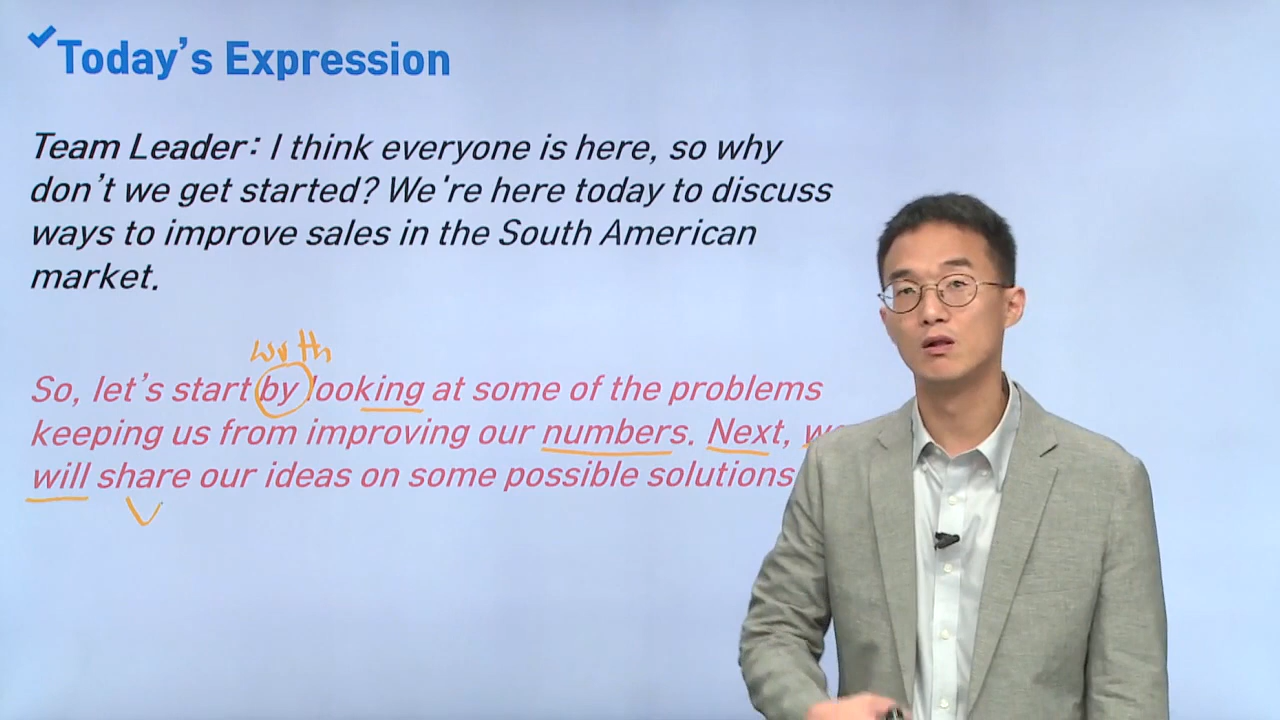 Today's Expression
Team Leader: I think everyone is here, so why
don't we get started? We're here today to discuss
ways to improve sales in the South American
market.
with
So, let's start by looking at some of the problems
keeping us from improving our numbers. Next, we
will share our ideas on some possible solutions
V